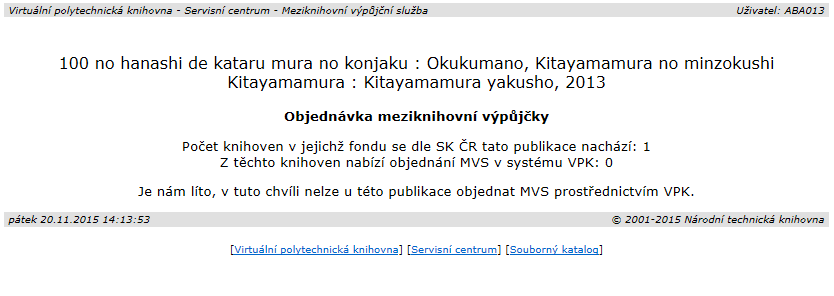 Virtuální polytechnická knihovna - Servisní centrum - Meziknihovní výpůjční služba Uživatel: ABA013
100 no hanashi de kataru mura no konjaku : Okukumano, Kitayamamura no minzokushi
Kitayamamura : Kitayamamura yakusho, 2013
Objednávka meziknihovní výpůjčky
Počet knihoven v jejichž fondu se dle SK ČR tato publikace nachází: 1
Z těchto knihoven nabízí objednání MVS v systému VPK: 0
Je nám líto, v tuto chvíli nelze u této publikace objednat MVS prostřednictvím VPK.
pátek 20.11.2015 14:13:53 © 2001-2015 Národní technická knihovna
[Virtuální polytechnická knihovna] [Servisní centrum] [Souborný katalog]